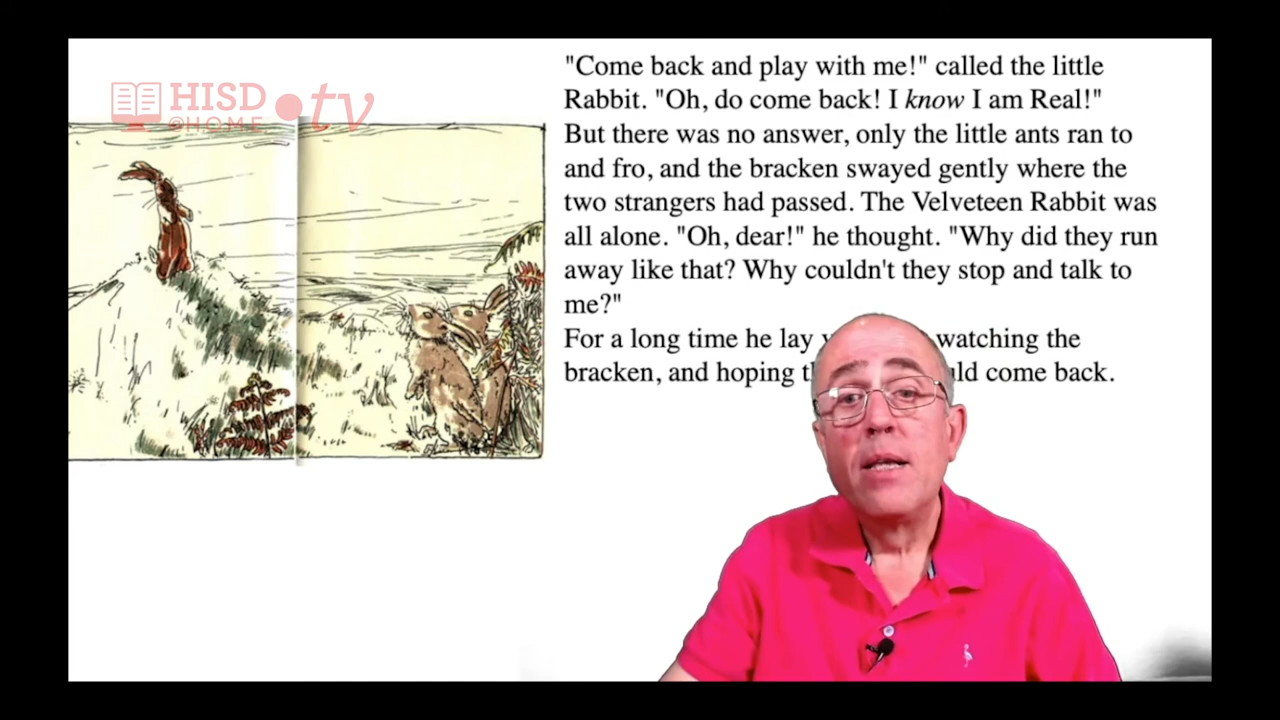 HISD
@HOME
.tv
"Come back and play with me!" called the little
Rabbit. "Oh, do come back! I know I am Real!"
But there was no answer, only the little ants ran to
and fro, and the bracken swayed gently where the
two strangers had passed. The Velveteen Rabbit was
all alone. "Oh, dear!" he thought. "Why did they run
away like that? Why couldn't they stop and talk to
me?"
For a long time he lay watching the
bracken, and hoping come back.